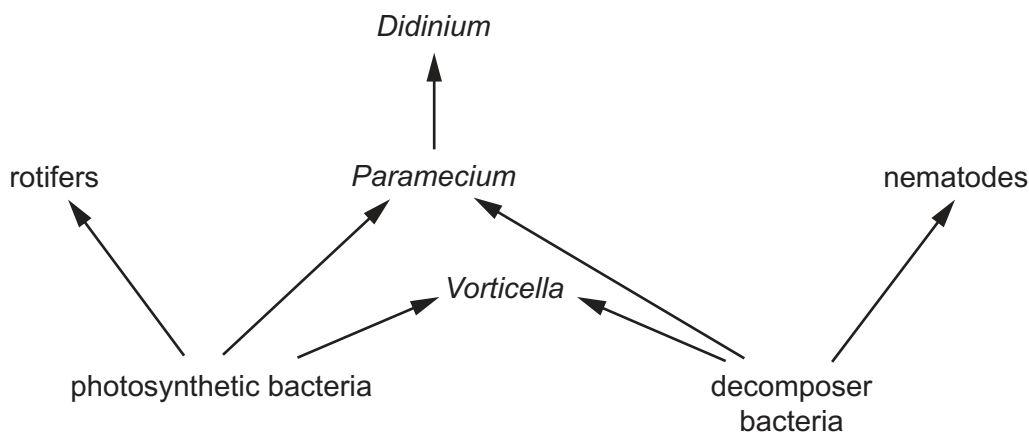 Didinium
rotifers
Paramecium
nematodes
Vorticella
photosynthetic bacteria
decomposer
bacteria